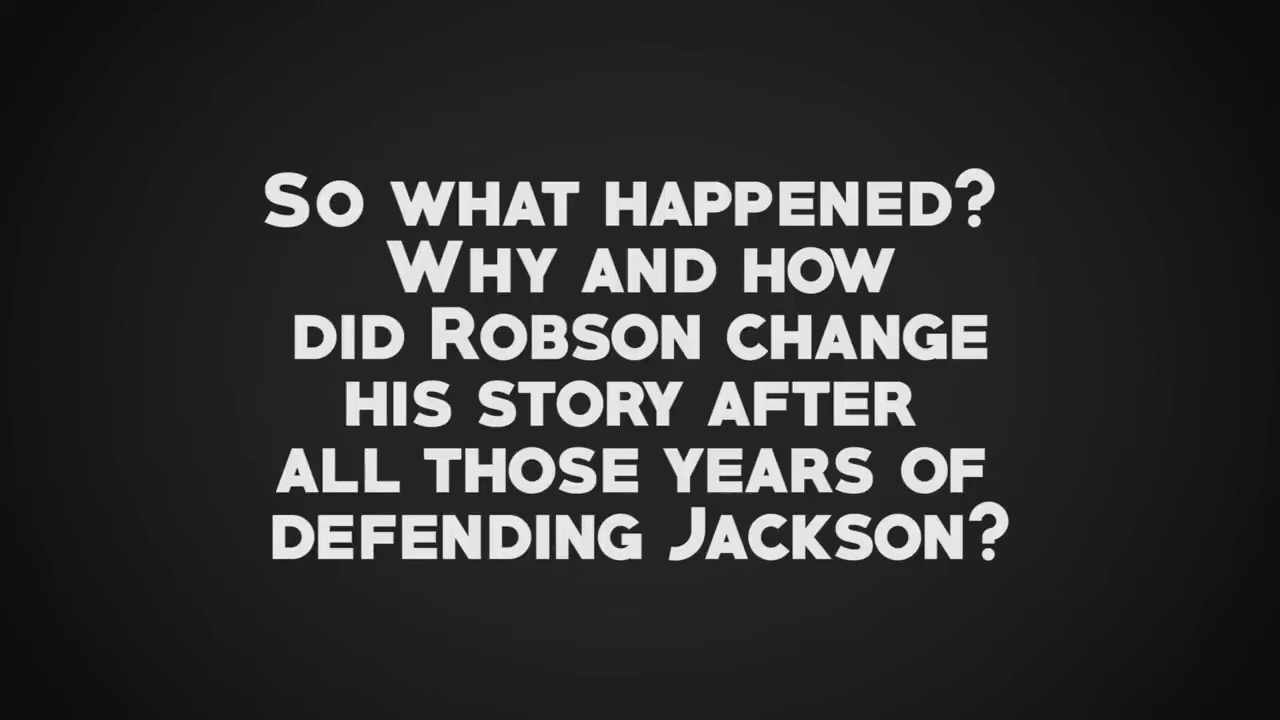 So what happened?
Why and how
did Robson change
his story after
all those years of
defending Jackson?